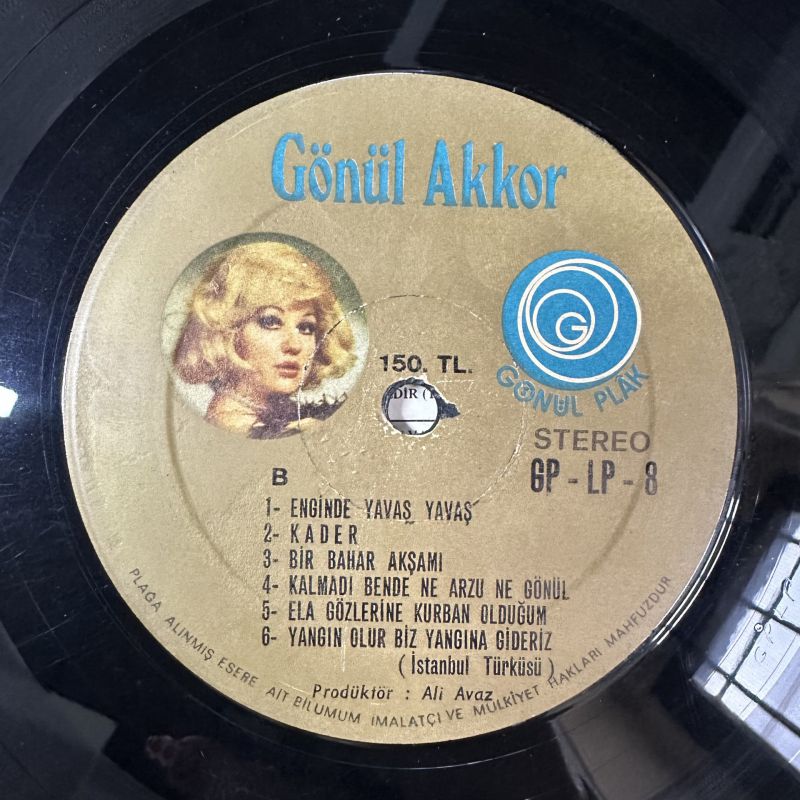 Gönül Akkor
G
GÖNÜL PLAK
150. TL.
STEREO
GP - LP - 8
B
1- ENGİNDE YAVAŞ YAVAŞ
2- KADER
3- BİR BAHAR AKŞAMI
4- KALMADI BENDE NE ARZU NE GÖNÜL
5- ELA GÖZLERİNE KURBAN OLDUĞUM
6- YANGIN OLUR BİZ YANGINA GİDERİZ
(İstanbul Türküsü)
Prodüktör : Ali Avaz
PLAĞA ALINMIŞ ESERE AİT BİLUMUM İMALATÇI VE MÜLKİYET HAKLARI MAHFUZDUR